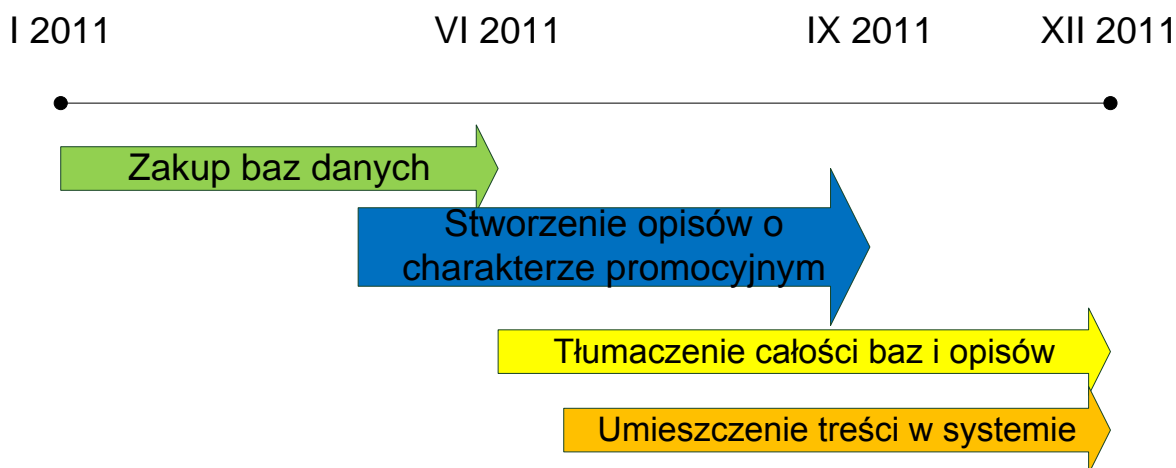 I 2011 VI 2011 IX 2011 XII 2011
Zakup baz danych
Stworzenie opisów o
charakterze promocyjnym
Tłumaczenie całości baz i opisów
Umieszczenie treści w systemie